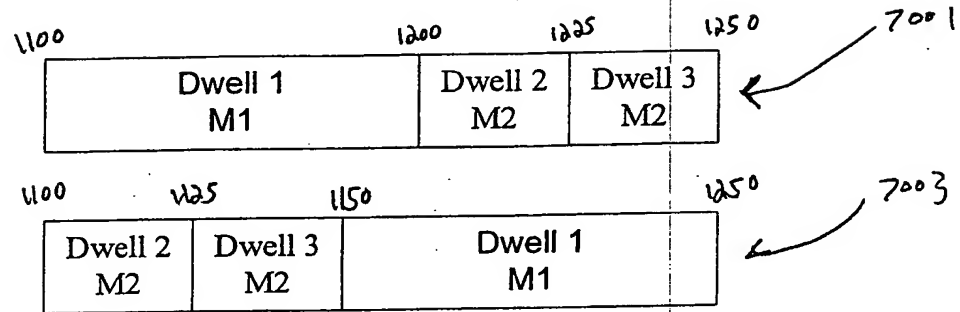 1100 1200 1225 1250 7001
Dwell 1 Dwell 2 Dwell 3
M1 M2 M2
1100 1125 1150 1250 7003
Dwell 2 Dwell 3 Dwell 1
M2 M2 M1